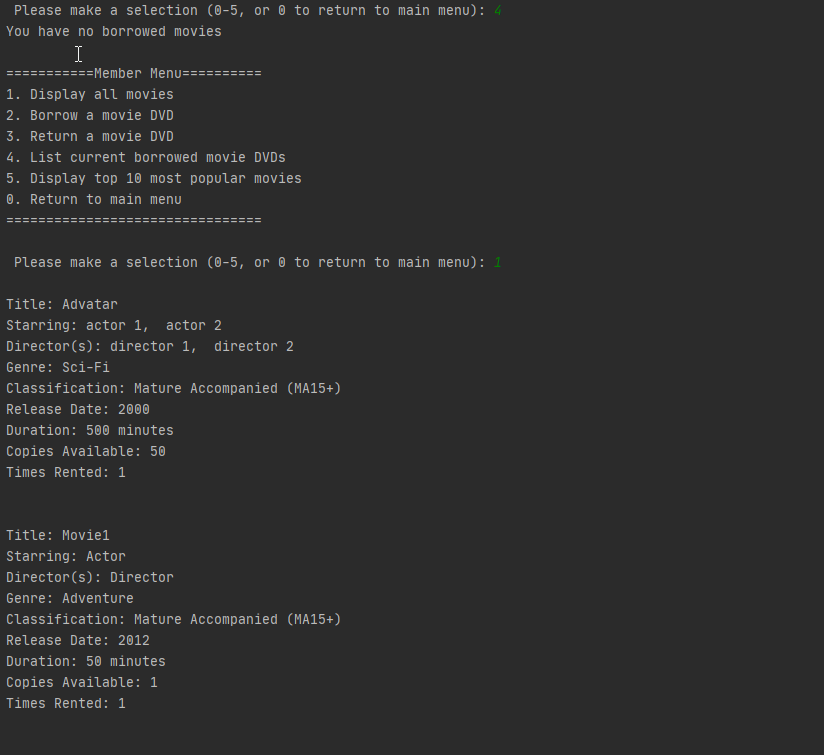 Please make a selection (0-5, or 0 to return to main menu): 4
You have no borrowed movies
===========Member Menu==========
1. Display all movies
2. Borrow a movie DVD
3. Return a movie DVD
4. List current borrowed movie DVDs
5. Display top 10 most popular movies
0. Return to main menu
================================
Please make a selection (0-5, or 0 to return to main menu): 1
Title: Advatar
Starring: actor 1,  actor 2
Director(s): director 1,  director 2
Genre: Sci-Fi
Classification: Mature Accompanied (MA15+)
Release Date: 2000
Duration: 500 minutes
Copies Available: 50
Times Rented: 1
Title: Movie1
Starring: Actor
Director(s): Director
Genre: Adventure
Classification: Mature Accompanied (MA15+)
Release Date: 2012
Duration: 50 minutes
Copies Available: 1
Times Rented: 1